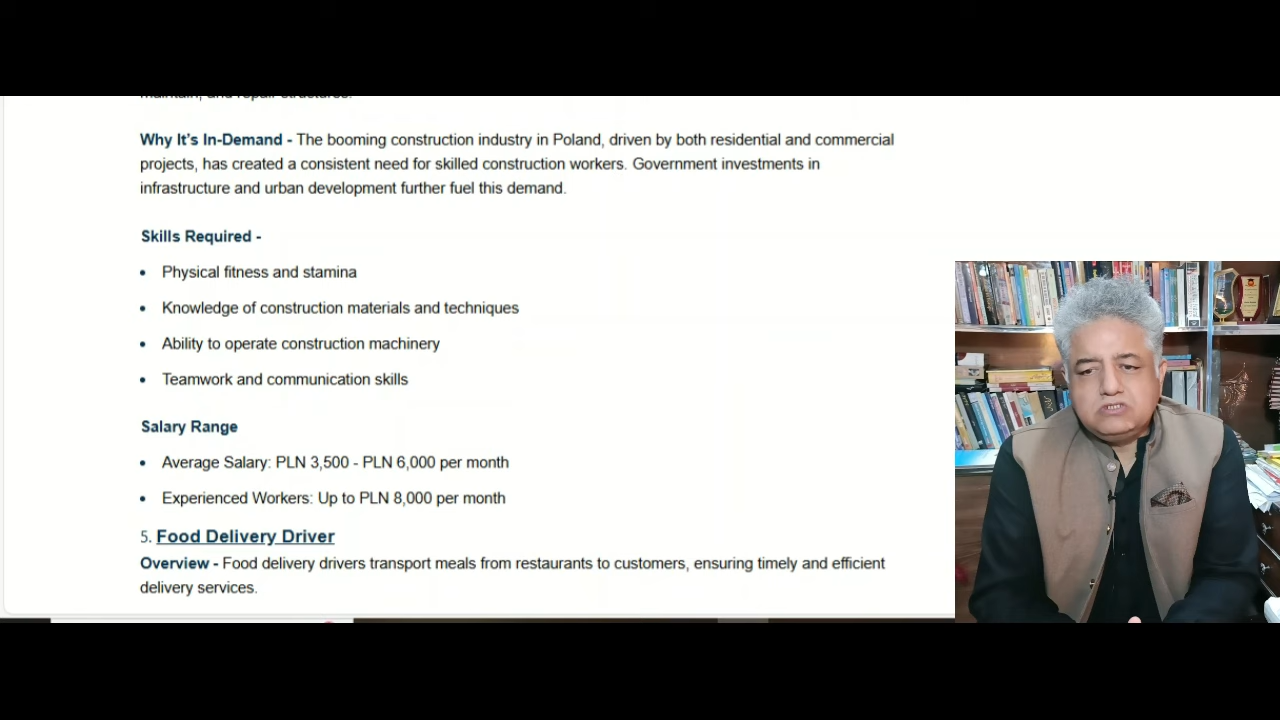 maintain, and repair structures.
Why It's In-Demand - The booming construction industry in Poland, driven by both residential and commercial
projects, has created a consistent need for skilled construction workers. Government investments in
infrastructure and urban development further fuel this demand.
Skills Required -
• Physical fitness and stamina
• Knowledge of construction materials and techniques
• Ability to operate construction machinery
• Teamwork and communication skills
Salary Range
• Average Salary: PLN 3,500 - PLN 6,000 per month
• Experienced Workers: Up to PLN 8,000 per month
5. Food Delivery Driver
Overview - Food delivery drivers transport meals from restaurants to customers, ensuring timely and efficient
delivery services.